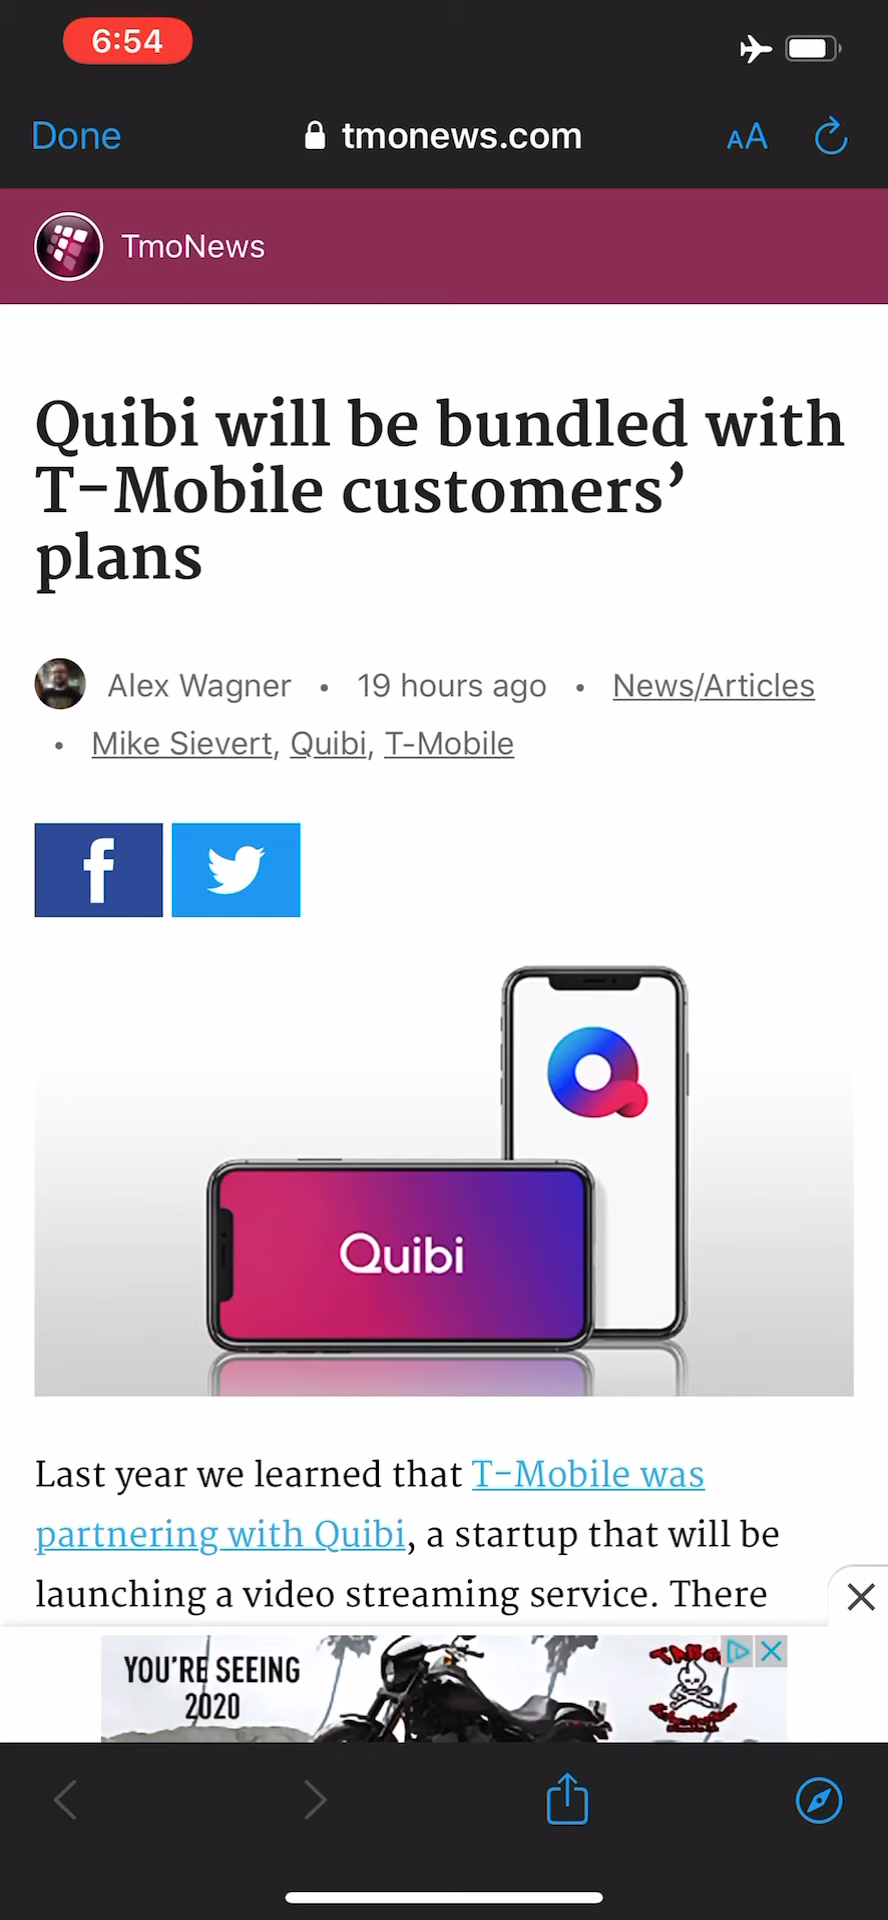 6:54
Done
tmonews.com
AA
TmoNews
Quibi will be bundled with
T-Mobile customers’
plans
Alex Wagner • 19 hours ago • News/Articles
• Mike Sievert, Quibi, T-Mobile
Quibi
Last year we learned that T-Mobile was
partnering with Quibi, a startup that will be
launching a video streaming service. There
YOU'RE SEEING
2020